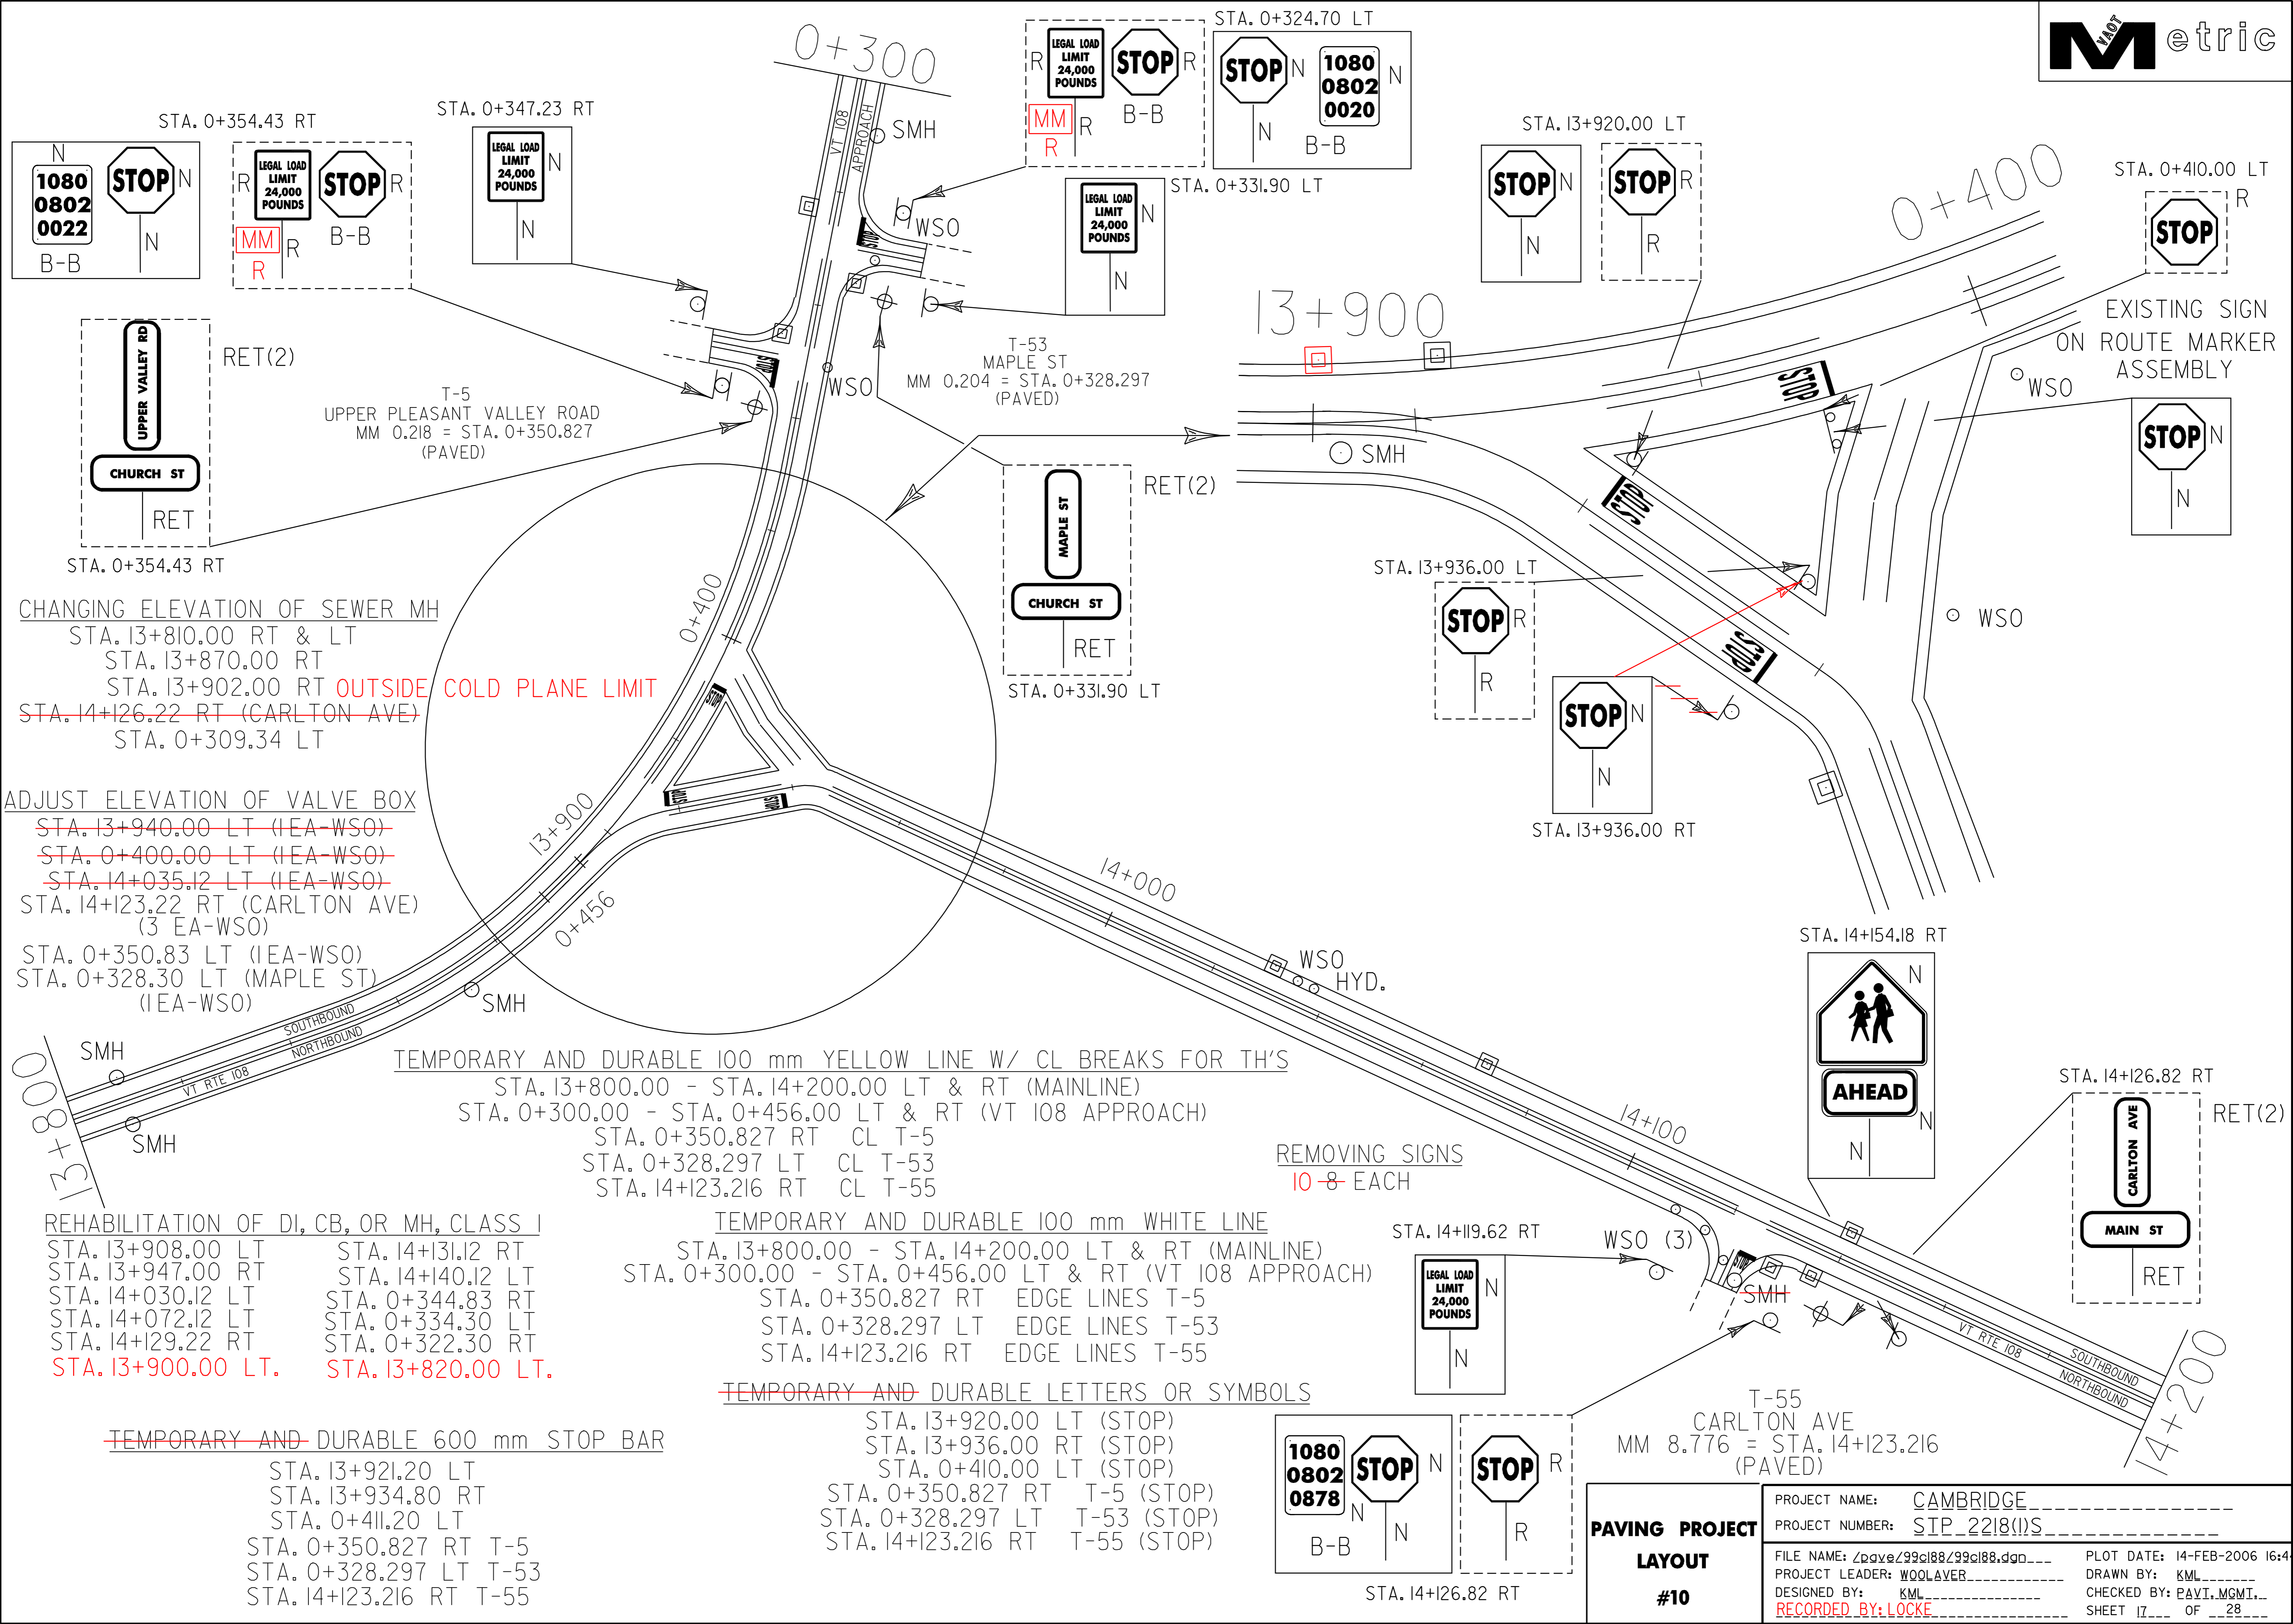 VAOT Metric
0+300
STA. 0+324.70 LT
LEGAL LOAD
LIMIT
24,000
POUNDS
R
STOP
R
MM
R
R
B-B
STOP
N
N
1080
0802
0020
N
B-B
STA. 0+354.43 RT
N
1080
0802
0022
B-B
STOP
N
N
R
LEGAL LOAD
LIMIT
24,000
POUNDS
MM
R
R
STOP
R
B-B
STA. 0+347.23 RT
LEGAL LOAD
LIMIT
24,000
POUNDS
N
N
VT 108
APPROACH
SMH
WSO
STOP
STA. 0+331.90 LT
LEGAL LOAD
LIMIT
24,000
POUNDS
N
N
STA. 13+920.00 LT
STOP
N
N
STOP
R
R
0+400
STA. 0+410.00 LT
STOP
R
EXISTING SIGN
ON ROUTE MARKER
ASSEMBLY
WSO
STOP
N
N
13+900
SMH
STOP
STOP
STOP
WSO
UPPER VALLEY RD
CHURCH ST
RET(2)
RET
STA. 0+354.43 RT
T-5
UPPER PLEASANT VALLEY ROAD
MM 0.218 = STA. 0+350.827
(PAVED)
STOP
WSO
T-53
MAPLE ST
MM 0.204 = STA. 0+328.297
(PAVED)
MAPLE ST
CHURCH ST
RET(2)
RET
STA. 0+331.90 LT
STA. 13+936.00 LT
STOP
R
R
STOP
N
N
STA. 13+936.00 RT
CHANGING ELEVATION OF SEWER MH
STA. 13+810.00 RT & LT
STA. 13+870.00 RT
STA. 13+902.00 RT OUTSIDE COLD PLANE LIMIT
STA. 14+126.22 RT (CARLTON AVE)
STA. 0+309.34 LT
ADJUST ELEVATION OF VALVE BOX
STA. 13+940.00 LT (1EA-WSO)
STA. 0+400.00 LT (1EA-WSO)
STA. 14+035.12 LT (1EA-WSO)
STA. 14+123.22 RT (CARLTON AVE)
(3 EA-WSO)
STA. 0+350.83 LT (1EA-WSO)
STA. 0+328.30 LT (MAPLE ST)
(1EA-WSO)
0+400
STOP
STOP
STOP
13+900
0+456
14+000
WSO
HYD.
SMH
SOUTHBOUND
NORTHBOUND
VT RTE 108
SMH
SMH
13+800
TEMPORARY AND DURABLE 100 mm YELLOW LINE W/ CL BREAKS FOR TH'S
STA. 13+800.00 - STA. 14+200.00 LT & RT (MAINLINE)
STA. 0+300.00 - STA. 0+456.00 LT & RT (VT 108 APPROACH)
STA. 0+350.827 RT CL T-5
STA. 0+328.297 LT CL T-53
STA. 14+123.216 RT CL T-55
REMOVING SIGNS
10 8 EACH
14+100
STA. 14+154.18 RT
N
AHEAD
N
N
STA. 14+126.82 RT
CARLTON AVE
MAIN ST
RET(2)
RET
REHABILITATION OF DI, CB, OR MH, CLASS I
STA. 13+908.00 LT
STA. 13+947.00 RT
STA. 14+030.12 LT
STA. 14+072.12 LT
STA. 14+129.22 RT
STA. 13+900.00 LT.
STA. 14+131.12 RT
STA. 14+140.12 LT
STA. 0+344.83 RT
STA. 0+334.30 LT
STA. 0+322.30 RT
STA. 13+820.00 LT.
TEMPORARY AND DURABLE 100 mm WHITE LINE
STA. 13+800.00 - STA. 14+200.00 LT & RT (MAINLINE)
STA. 0+300.00 - STA. 0+456.00 LT & RT (VT 108 APPROACH)
STA. 0+350.827 RT EDGE LINES T-5
STA. 0+328.297 LT EDGE LINES T-53
STA. 14+123.216 RT EDGE LINES T-55
STA. 14+119.62 RT
LEGAL LOAD
LIMIT
24,000
POUNDS
N
N
WSO (3)
STOP
SMH
VT RTE 108
SOUTHBOUND
NORTHBOUND
14+200
TEMPORARY AND DURABLE LETTERS OR SYMBOLS
STA. 13+920.00 LT (STOP)
STA. 13+936.00 RT (STOP)
STA. 0+410.00 LT (STOP)
STA. 0+350.827 RT T-5 (STOP)
STA. 0+328.297 LT T-53 (STOP)
STA. 14+123.216 RT T-55 (STOP)
TEMPORARY AND DURABLE 600 mm STOP BAR
STA. 13+921.20 LT
STA. 13+934.80 RT
STA. 0+411.20 LT
STA. 0+350.827 RT T-5
STA. 0+328.297 LT T-53
STA. 14+123.216 RT T-55
1080
0802
0878
N
B-B
STOP
N
N
STOP
R
R
STA. 14+126.82 RT
T-55
CARLTON AVE
MM 8.776 = STA. 14+123.216
(PAVED)
PAVING PROJECT
LAYOUT
#10
PROJECT NAME: CAMBRIDGE
PROJECT NUMBER: STP 2218(1)S
FILE NAME: /pave/99c188/99c188.dgn
PROJECT LEADER: WOOLAVER
DESIGNED BY: KML
RECORDED BY: LOCKE
PLOT DATE: 14-FEB-2006 16:4
DRAWN BY: KML
CHECKED BY: PAVT. MGMT.
SHEET 17 OF 28